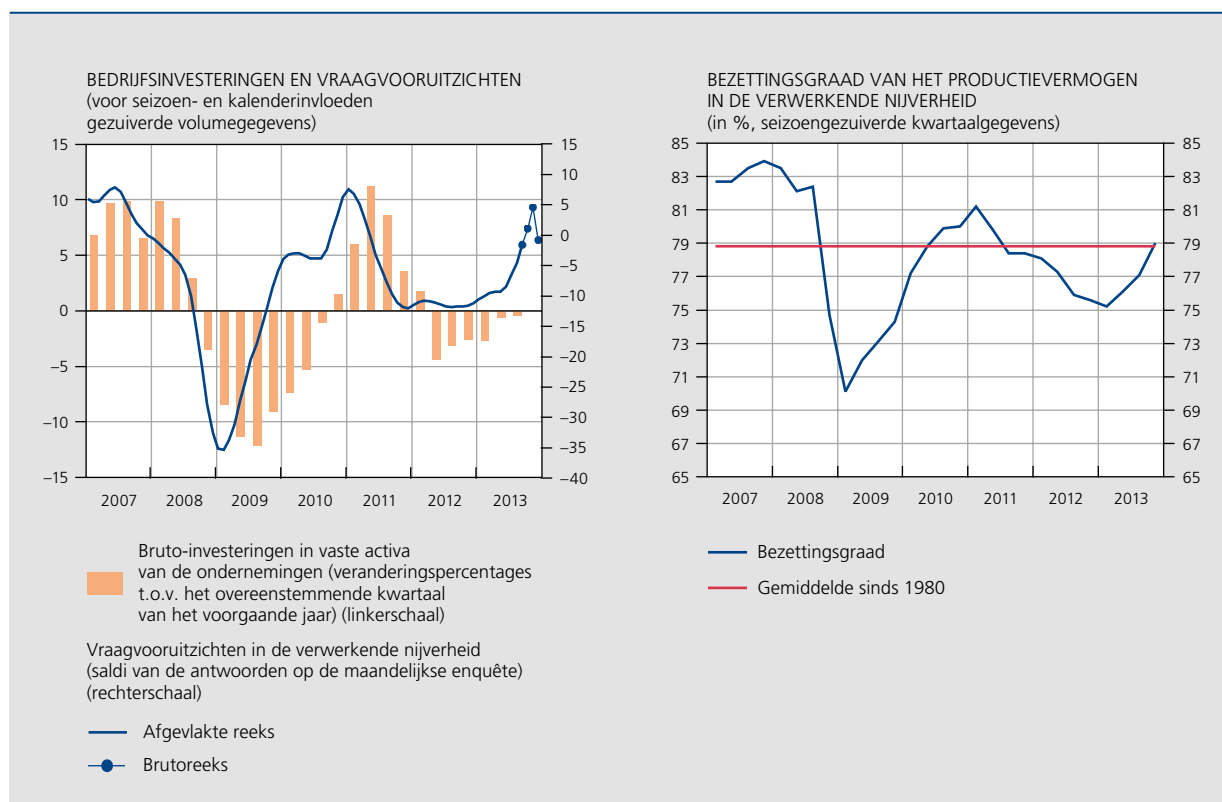 BEDRIJFSINVESTERINGEN EN VRAAGVOORUITZICHTEN
(voor seizoen- en kalenderinvloeden
gezuiverde volumegegevens)
15
10
5
0
–5
–10
–15
15
10
5
0
–5
–10
–15
–20
–25
–30
–35
–40
2007 2008 2009 2010 2011 2012 2013
Bruto-investeringen in vaste activa
van de ondernemingen (veranderingspercentages
t.o.v. het overeenstemmende kwartaal
van het voorgaande jaar) (linkerschaal)
Vraagvooruitzichten in de verwerkende nijverheid
(saldi van de antwoorden op de maandelijkse enquête)
(rechterschaal)
Afgevlakte reeks
Brutoreeks
BEZETTINGSGRAAD VAN HET PRODUCTIEVERMOGEN
IN DE VERWERKENDE NIJVERHEID
(in %, seizoengezuiverde kwartaalgegevens)
85
83
81
79
77
75
73
71
69
67
65
85
83
81
79
77
75
73
71
69
67
65
2007 2008 2009 2010 2011 2012 2013
Bezettingsgraad
Gemiddelde sinds 1980